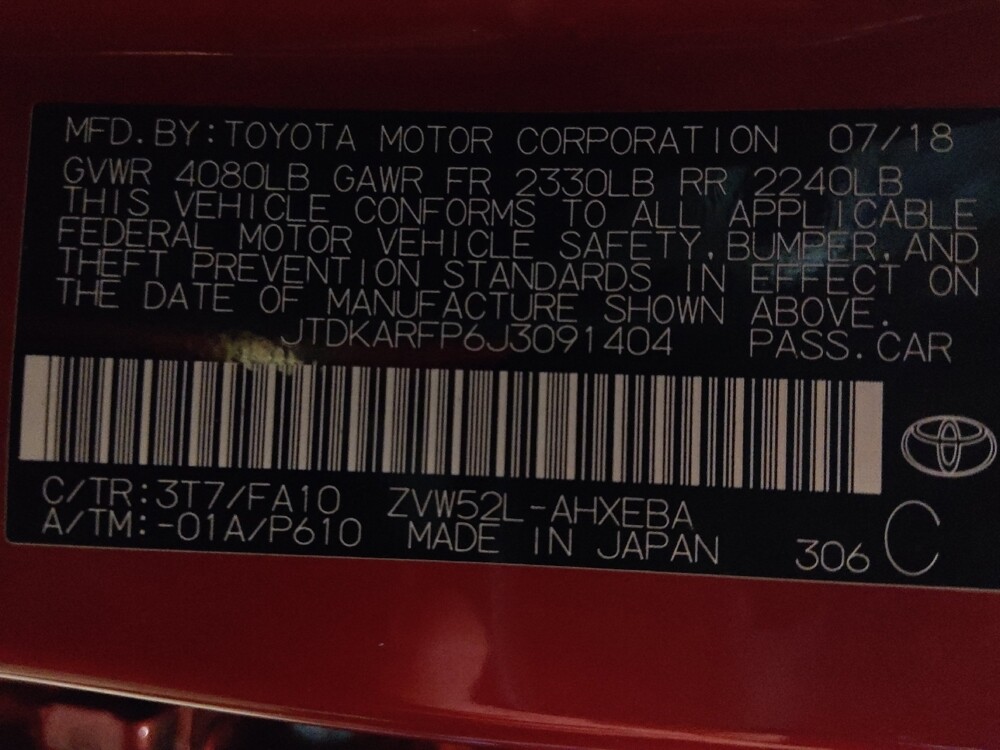 MFD.BY:TOYOTA MOTOR CORPORATION 07/18
GVWR 4080LB GAWR FR 2330LB RR 2240LB
THIS VEHICLE CONFORMS TO ALL APPLICABLE
FEDERAL MOTOR VEHICLE SAFETY,BUMPER,AND
THEFT PREVENTION STANDARDS IN EFFECT ON
THE DATE OF MANUFACTURE SHOWN ABOVE.
JTDKARFP6J3091404 PASS.CAR
C/TR:3T7/FA10 ZVW52L-AHXEBA
A/TM:-01A/P610 MADE IN JAPAN 306 C